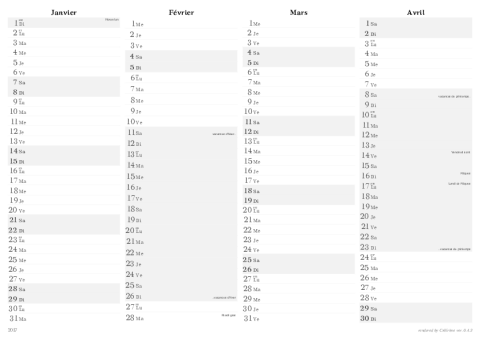 Janvier
1 Di
2 Lu
3 Ma
4 Me
5 Je
6 Ve
7 Sa
8 Di
9 Lu
10 Ma
11 Me
12 Je
13 Ve
14 Sa
15 Di
16 Lu
17 Ma
18 Me
19 Je
20 Ve
21 Sa
22 Di
23 Lu
24 Ma
25 Me
26 Je
27 Ve
28 Sa
29 Di
30 Lu
31 Ma
Février
1 Me
2 Je
3 Ve
4 Sa
5 Di
6 Lu
7 Ma
8 Me
9 Je
10 Ve
11 Sa
12 Di
13 Lu
14 Ma
15 Me
16 Je
17 Ve
18 Sa
19 Di
20 Lu
21 Ma
22 Me
23 Je
24 Ve
25 Sa
26 Di
27 Lu
28 Ma Mardi gras
Mars
1 Me
2 Je
3 Ve
4 Sa
5 Di
6 Lu
7 Ma
8 Me
9 Je
10 Ve
11 Sa
12 Di
13 Lu
14 Ma
15 Me
16 Je
17 Ve
18 Sa
19 Di
20 Lu
21 Ma
22 Me
23 Je
24 Ve
25 Sa
26 Di
27 Lu
28 Ma
29 Me
30 Je
31 Ve
Avril
1 Sa
2 Di
3 Lu
4 Ma
5 Me
6 Je
7 Ve
8 Sa vacances de printemps
9 Di
10 Lu
11 Ma
12 Me
13 Je
14 Ve Vendredi saint
15 Sa
16 Di Pâques
17 Lu Lundi de Pâques
18 Ma
19 Me
20 Je
21 Ve
22 Sa
23 Di vacances de printemps
24 Lu
25 Ma
26 Me
27 Je
28 Ve
29 Sa
30 Di
2017